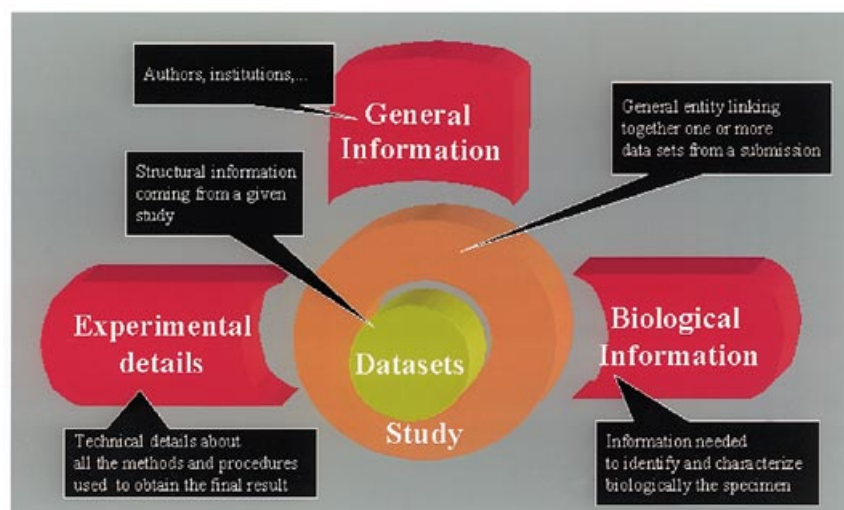 Authors, institutions,...
General
Information
General entity linking
together one or more
data sets from a submission
Structural information
coming from a given
study
Experimental
details
Datasets
Study
Biological
Information
Technical details about
all the methods and procedures
used to obtain the final result
Information needed
to identify and characterize
biologically the specimen